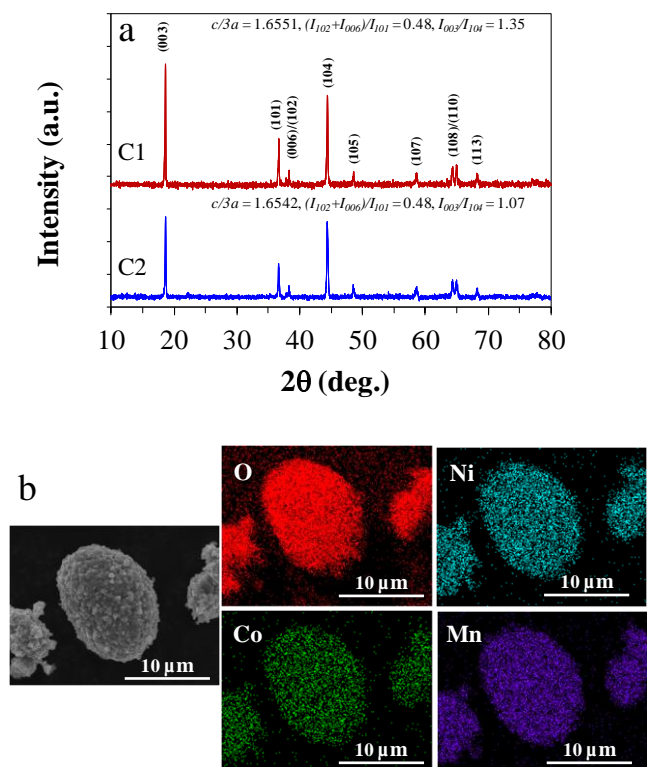 a
c/3a = 1.6551, (I102+I006)/I101 = 0.48, I003/I104 = 1.35
(003)
(101)
(006)/(102)
(104)
(105)
(107)
(108)/(110)
(113)
C1
c/3a = 1.6542, (I102+I006)/I101 = 0.48, I003/I104 = 1.07
C2
Intensity (a.u.)
10 20 30 40 50 60 70 80
2θ (deg.)
b
10 µm
O
10 µm
Ni
10 µm
Co
10 µm
Mn
10 µm